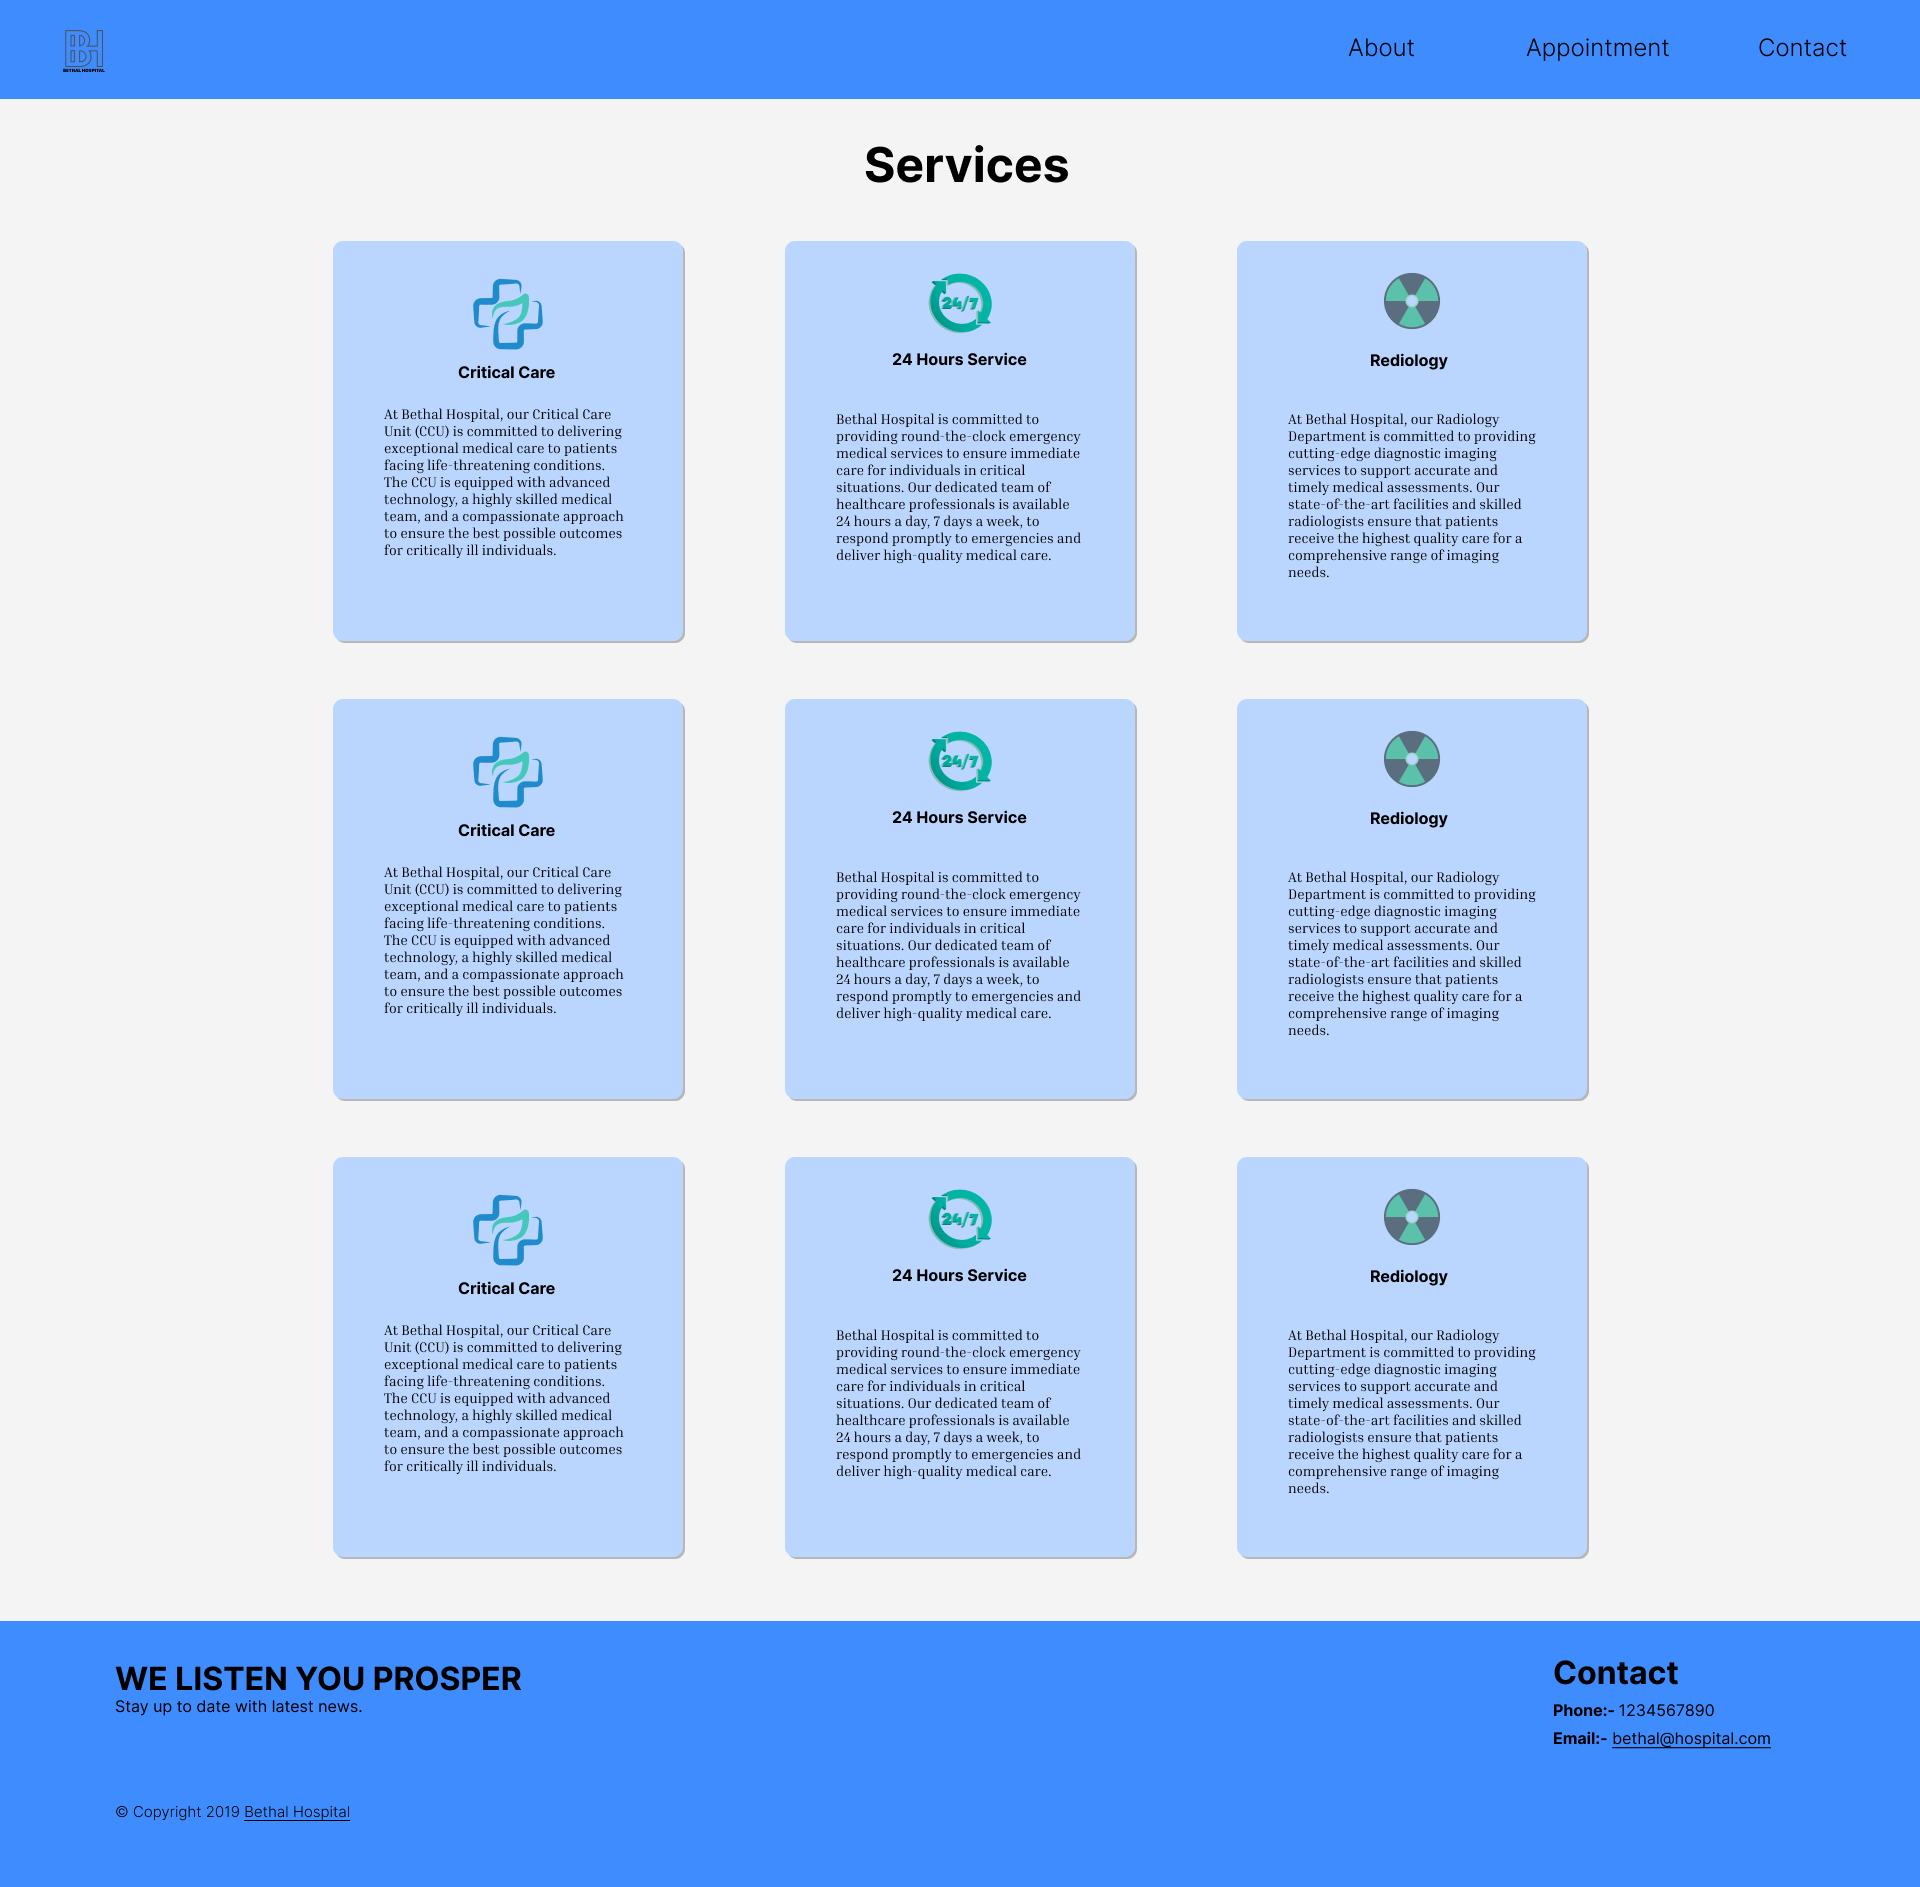 BH
BETHAL HOSPITAL
About
Appointment
Contact
Services
Critical Care
At Bethal Hospital, our Critical Care
Unit (CCU) is committed to delivering
exceptional medical care to patients
facing life-threatening conditions.
The CCU is equipped with advanced
technology, a highly skilled medical
team, and a compassionate approach
to ensure the best possible outcomes
for critically ill individuals.
24/7
24 Hours Service
Bethal Hospital is committed to
providing round-the-clock emergency
medical services to ensure immediate
care for individuals in critical
situations. Our dedicated team of
healthcare professionals is available
24 hours a day, 7 days a week, to
respond promptly to emergencies and
deliver high-quality medical care.
Rediology
At Bethal Hospital, our Radiology
Department is committed to providing
cutting-edge diagnostic imaging
services to support accurate and
timely medical assessments. Our
state-of-the-art facilities and skilled
radiologists ensure that patients
receive the highest quality care for a
comprehensive range of imaging
needs.
Critical Care
At Bethal Hospital, our Critical Care
Unit (CCU) is committed to delivering
exceptional medical care to patients
facing life-threatening conditions.
The CCU is equipped with advanced
technology, a highly skilled medical
team, and a compassionate approach
to ensure the best possible outcomes
for critically ill individuals.
24/7
24 Hours Service
Bethal Hospital is committed to
providing round-the-clock emergency
medical services to ensure immediate
care for individuals in critical
situations. Our dedicated team of
healthcare professionals is available
24 hours a day, 7 days a week, to
respond promptly to emergencies and
deliver high-quality medical care.
Rediology
At Bethal Hospital, our Radiology
Department is committed to providing
cutting-edge diagnostic imaging
services to support accurate and
timely medical assessments. Our
state-of-the-art facilities and skilled
radiologists ensure that patients
receive the highest quality care for a
comprehensive range of imaging
needs.
Critical Care
At Bethal Hospital, our Critical Care
Unit (CCU) is committed to delivering
exceptional medical care to patients
facing life-threatening conditions.
The CCU is equipped with advanced
technology, a highly skilled medical
team, and a compassionate approach
to ensure the best possible outcomes
for critically ill individuals.
24/7
24 Hours Service
Bethal Hospital is committed to
providing round-the-clock emergency
medical services to ensure immediate
care for individuals in critical
situations. Our dedicated team of
healthcare professionals is available
24 hours a day, 7 days a week, to
respond promptly to emergencies and
deliver high-quality medical care.
Rediology
At Bethal Hospital, our Radiology
Department is committed to providing
cutting-edge diagnostic imaging
services to support accurate and
timely medical assessments. Our
state-of-the-art facilities and skilled
radiologists ensure that patients
receive the highest quality care for a
comprehensive range of imaging
needs.
WE LISTEN YOU PROSPER
Stay up to date with latest news.
© Copyright 2019 Bethal Hospital
Contact
Phone:- 1234567890
Email:- bethal@hospital.com